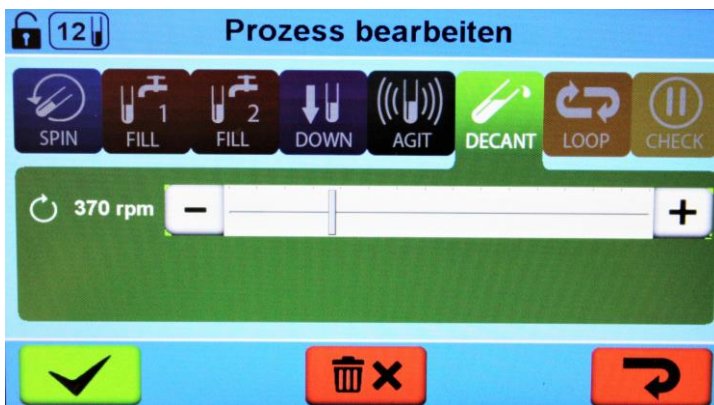 12
Prozess bearbeiten
SPIN
1
FILL
2
FILL
DOWN
AGIT
DECANT
LOOP
CHECK
370 rpm